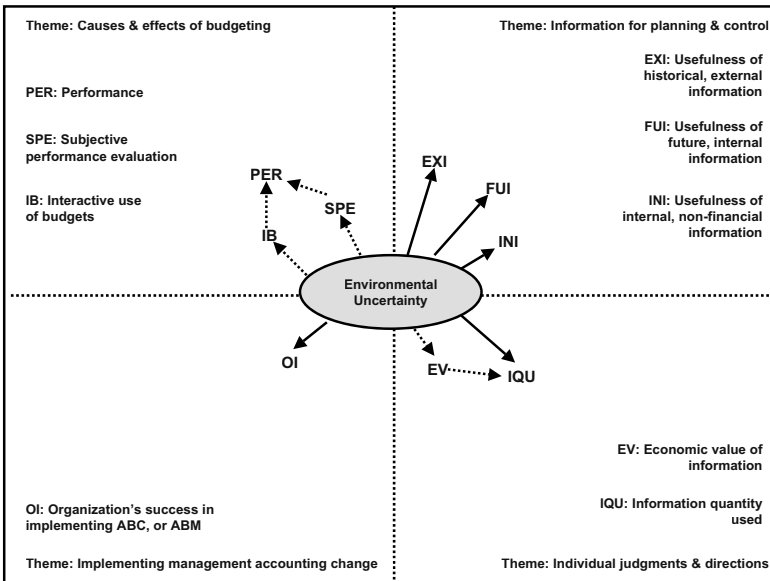 Theme: Causes & effects of budgeting
PER: Performance
SPE: Subjective
performance evaluation
IB: Interactive use
of budgets
Theme: Information for planning & control
EXI: Usefulness of
historical, external
information
FUI: Usefulness of
future, internal
information
INI: Usefulness of
internal, non-financial
information
PER
SPE
IB
EXI
FUI
INI
Environmental
Uncertainty
OI
EV
IQU
OI: Organization's success in
implementing ABC, or ABM
Theme: Implementing management accounting change
EV: Economic value of
information
IQU: Information quantity
used
Theme: Individual judgments & directions